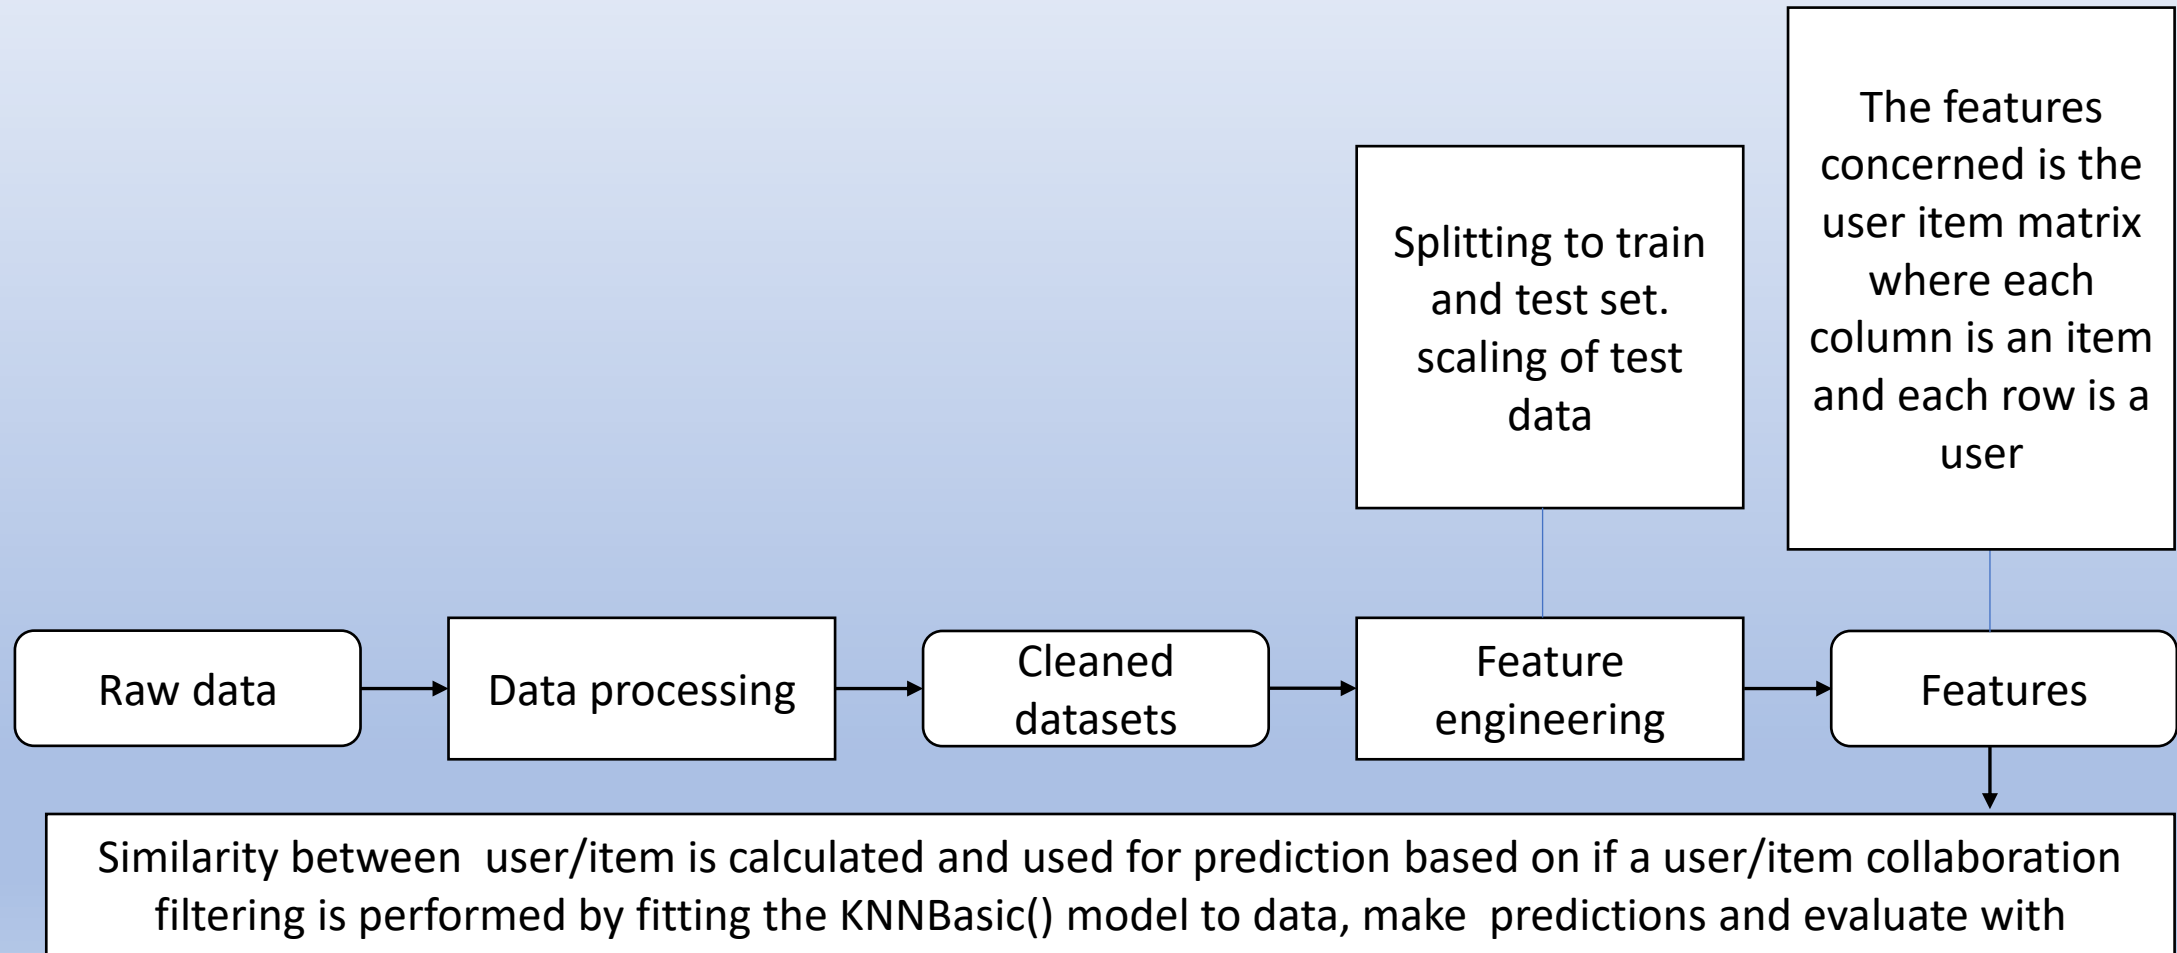 The features
concerned is the
user item matrix
where each
column is an item
and each row is a
user
Splitting to train
and test set.
scaling of test
data
Raw data
Data processing
Cleaned
datasets
Feature
engineering
Features
Similarity between  user/item is calculated and used for prediction based on if a user/item collaboration
filtering is performed by fitting the KNNBasic() model to data, make  predictions and evaluate with